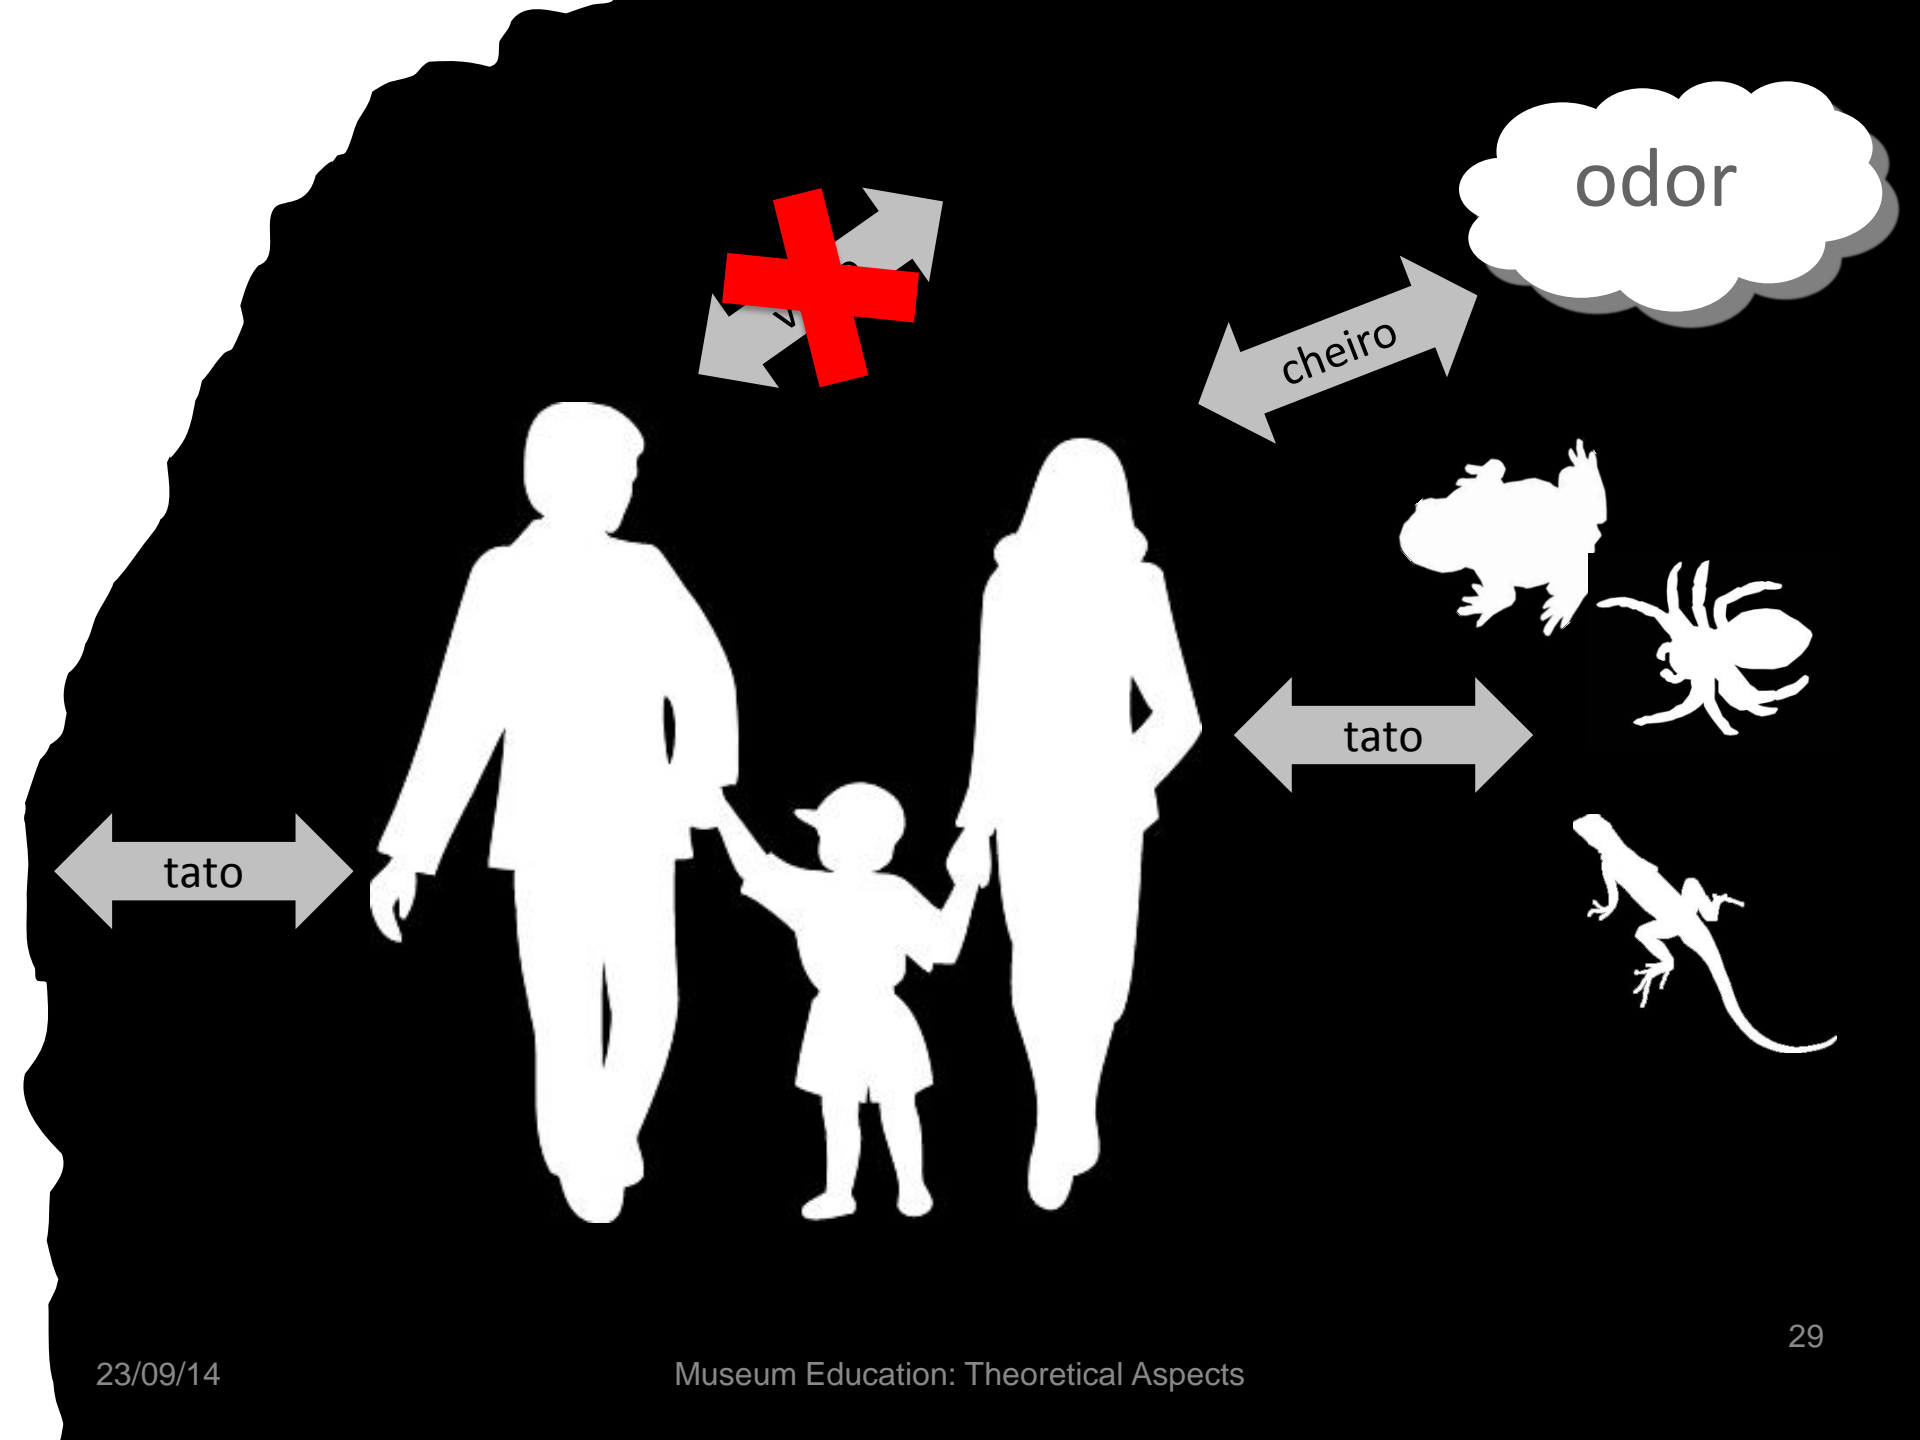 odor
cheiro
tato
tato
29
23/09/14
Museum Education: Theoretical Aspects